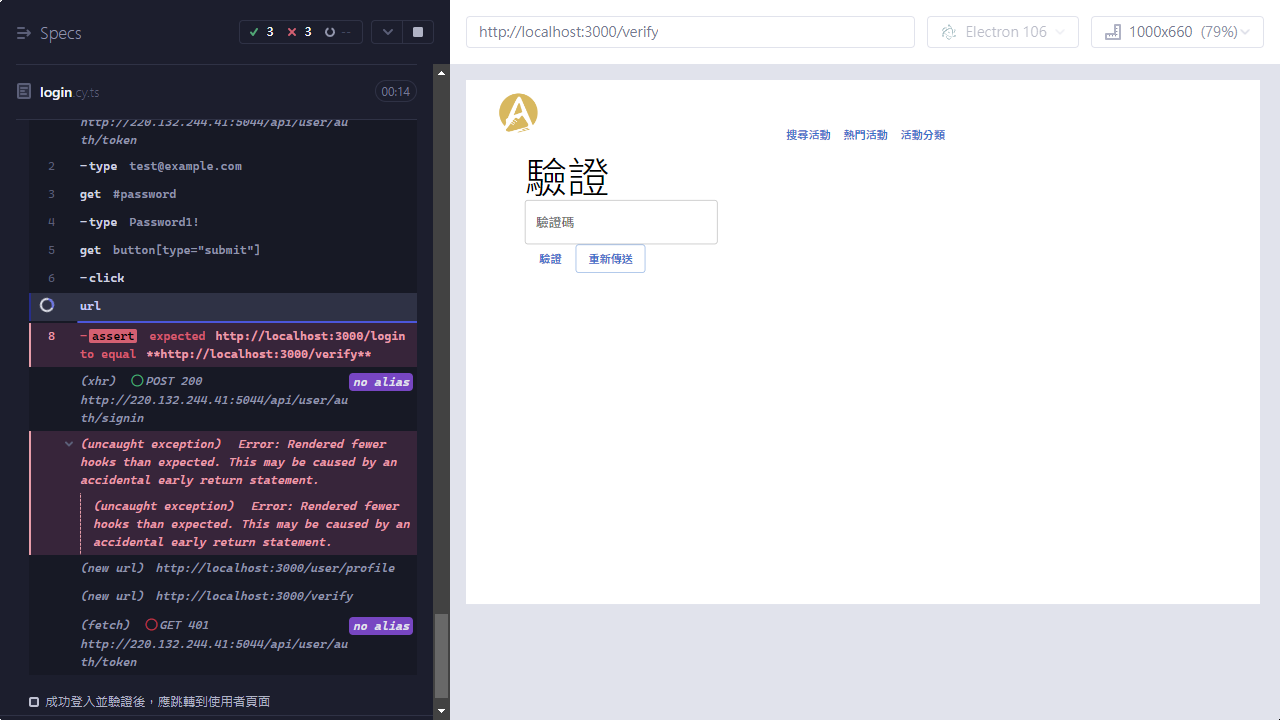 Specs
3
3
--
login.cy.ts
00:14
http://220.132.244.41:5044/api/user/au
th/token
2 -type test@example.com
3 get #password
4 -type Password1!
5 get button[type="submit"]
6 -click
url
8 -assert expected http://localhost:3000/login
to equal **http://localhost:3000/verify**
(xhr) POST 200 no alias
http://220.132.244.41:5044/api/user/au
th/signin
(uncaught exception) Error: Rendered fewer
hooks than expected. This may be caused by an
accidental early return statement.
(uncaught exception) Error: Rendered fewer
hooks than expected. This may be caused by an
accidental early return statement.
(new url) http://localhost:3000/user/profile
(new url) http://localhost:3000/verify
(fetch) GET 401 no alias
http://220.132.244.41:5044/api/user/au
th/token
成功登入並驗證後，應跳轉到使用者頁面
http://localhost:3000/verify
Electron 106
1000x660 (79%)
搜尋活動 熱門活動 活動分類
驗證
驗證碼
驗證 重新傳送